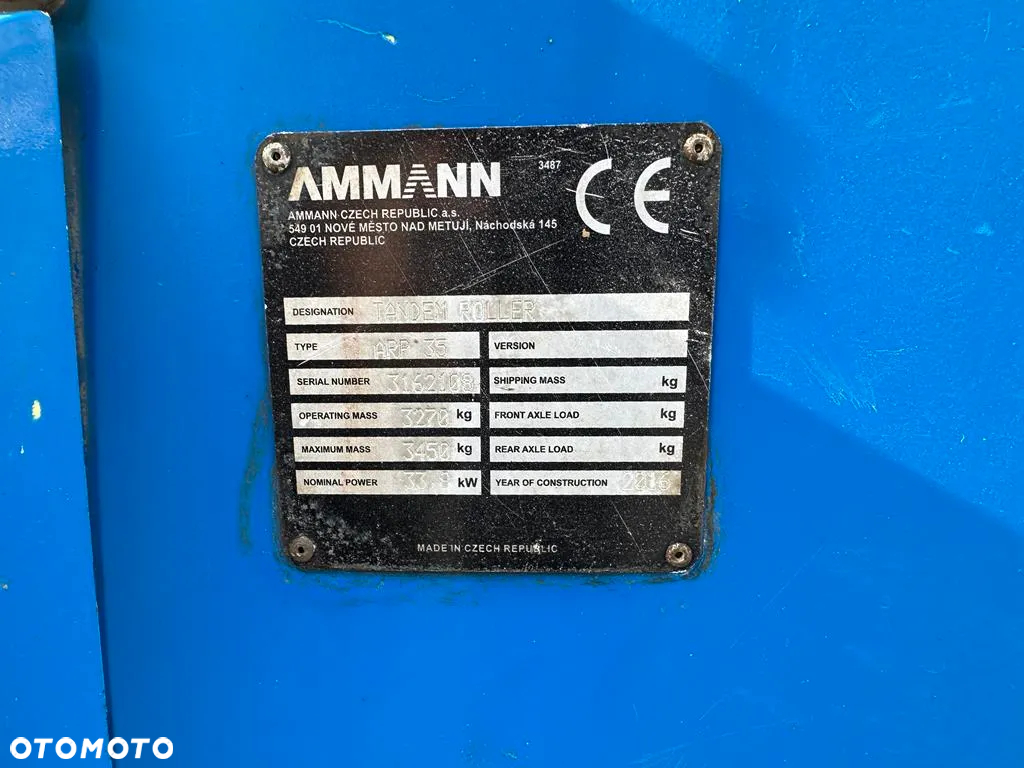 AMMANN
3487
CE
AMMANN CZECH REPUBLIC a.s.
549 01 NOVÉ MĚSTO NAD METUJÍ, Náchodská 145
CZECH REPUBLIC
DESIGNATION TANDEM ROLLER
TYPE ARP 35 VERSION
SERIAL NUMBER 3162108 SHIPPING MASS kg
OPERATING MASS 3270 kg FRONT AXLE LOAD kg
MAXIMUM MASS 3450 kg REAR AXLE LOAD kg
NOMINAL POWER kW YEAR OF CONSTRUCTION 2016
MADE IN CZECH REPUBLIC
OTOMOTO